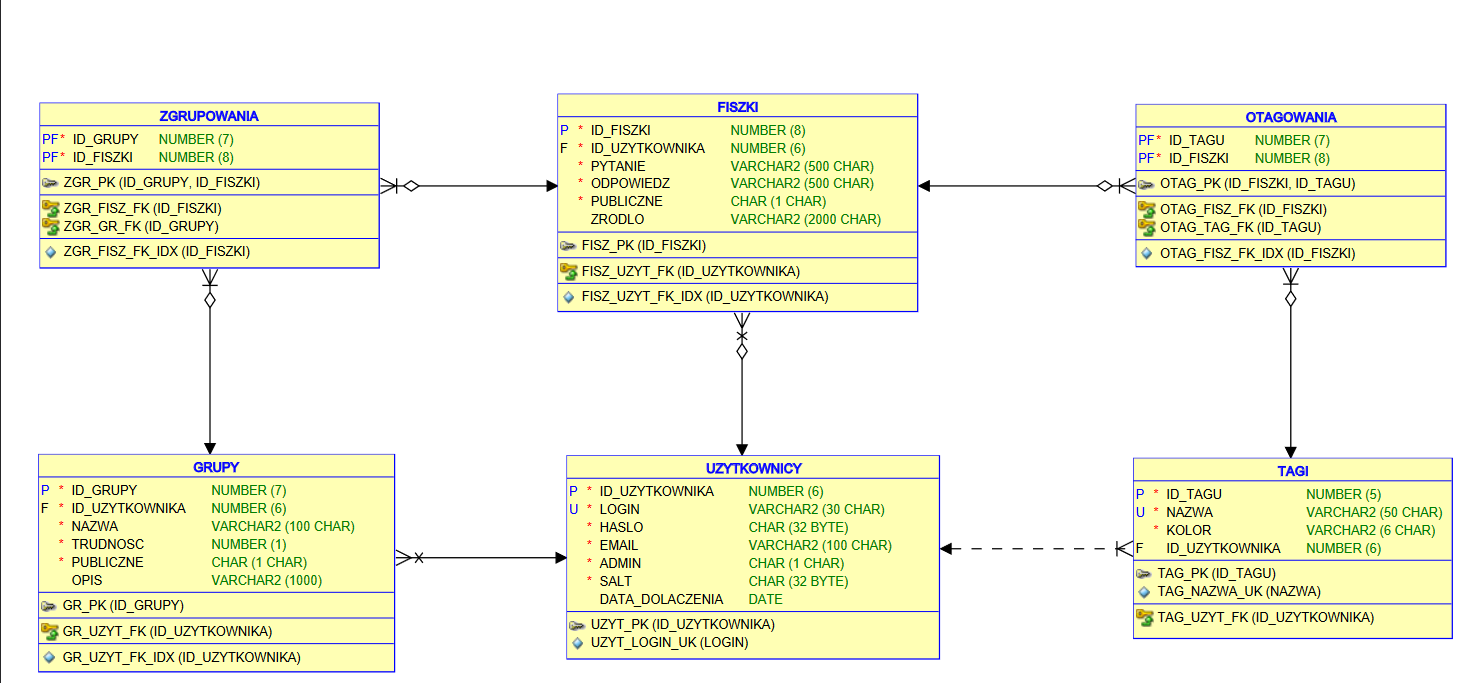 ZGRUPOWANIA
PF* ID_GRUPY NUMBER (7)
PF* ID_FISZKI NUMBER (8)
ZGR_PK (ID_GRUPY, ID_FISZKI)
ZGR_FISZ_FK (ID_FISZKI)
ZGR_GR_FK (ID_GRUPY)
ZGR_FISZ_FK_IDX (ID_FISZKI)
FISZKI
P * ID_FISZKI NUMBER (8)
F * ID_UZYTKOWNIKA NUMBER (6)
* PYTANIE VARCHAR2 (500 CHAR)
* ODPOWIEDZ VARCHAR2 (500 CHAR)
* PUBLICZNE CHAR (1 CHAR)
ZRODLO VARCHAR2 (2000 CHAR)
FISZ_PK (ID_FISZKI)
FISZ_UZYT_FK (ID_UZYTKOWNIKA)
FISZ_UZYT_FK_IDX (ID_UZYTKOWNIKA)
OTAGOWANIA
PF* ID_TAGU NUMBER (7)
PF* ID_FISZKI NUMBER (8)
OTAG_PK (ID_FISZKI, ID_TAGU)
OTAG_FISZ_FK (ID_FISZKI)
OTAG_TAG_FK (ID_TAGU)
OTAG_FISZ_FK_IDX (ID_FISZKI)
GRUPY
P * ID_GRUPY NUMBER (7)
F * ID_UZYTKOWNIKA NUMBER (6)
* NAZWA VARCHAR2 (100 CHAR)
* TRUDNOSC NUMBER (1)
* PUBLICZNE CHAR (1 CHAR)
OPIS VARCHAR2 (1000)
GR_PK (ID_GRUPY)
GR_UZYT_FK (ID_UZYTKOWNIKA)
GR_UZYT_FK_IDX (ID_UZYTKOWNIKA)
UZYTKOWNICY
P * ID_UZYTKOWNIKA NUMBER (6)
U * LOGIN VARCHAR2 (30 CHAR)
* HASLO CHAR (32 BYTE)
* EMAIL VARCHAR2 (100 CHAR)
* ADMIN CHAR (1 CHAR)
* SALT CHAR (32 BYTE)
DATA_DOLACZENIA DATE
UZYT_PK (ID_UZYTKOWNIKA)
UZYT_LOGIN_UK (LOGIN)
TAGI
P * ID_TAGU NUMBER (5)
U * NAZWA VARCHAR2 (50 CHAR)
* KOLOR VARCHAR2 (6 CHAR)
F ID_UZYTKOWNIKA NUMBER (6)
TAG_PK (ID_TAGU)
TAG_NAZWA_UK (NAZWA)
TAG_UZYT_FK (ID_UZYTKOWNIKA)